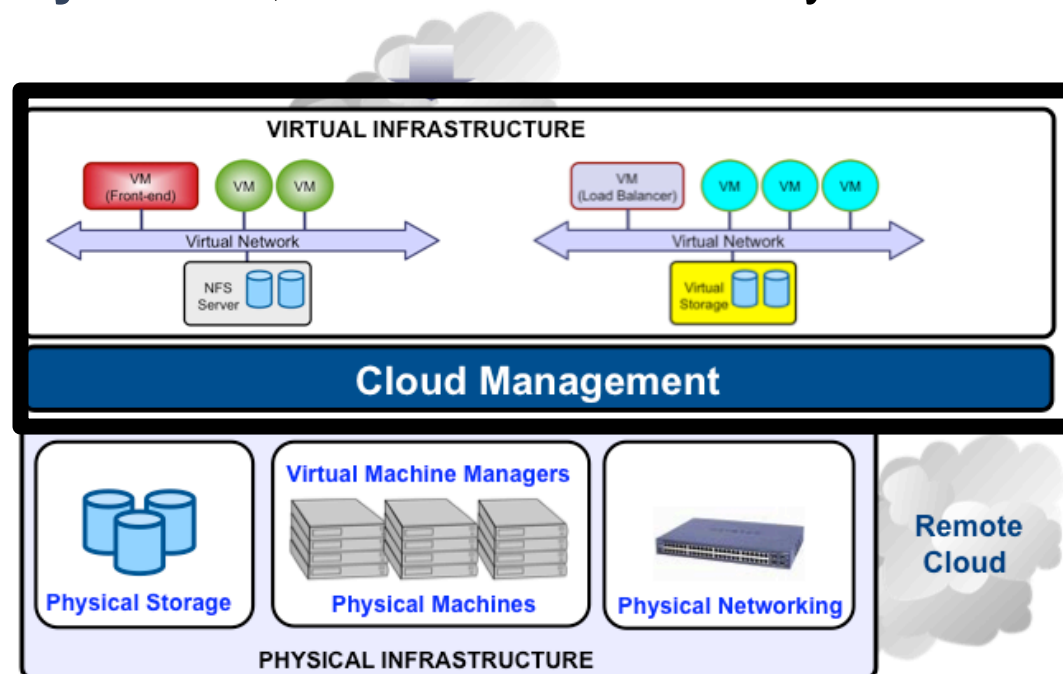 VIRTUAL INFRASTRUCTURE
VM
(Front-end)
VM
VM
Virtual Network
NFS
Server
VM
(Load Balancer)
VM
VM
VM
Virtual Network
Virtual
Storage
Cloud Management
Physical Storage
Virtual Machine Managers
Physical Machines
Physical Networking
Remote
Cloud
PHYSICAL INFRASTRUCTURE